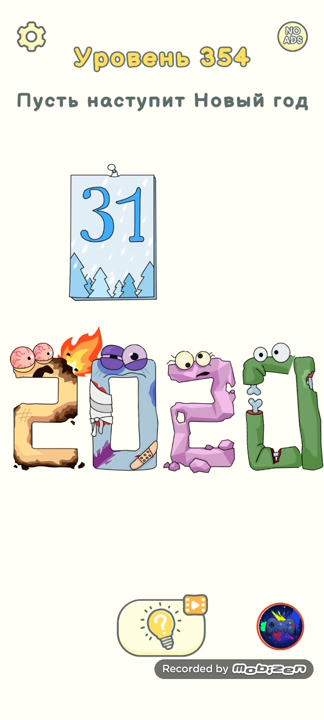 NO
ADS
Уровень 354
Пусть наступит Новый год
31
2020
?
Recorded by mobizen